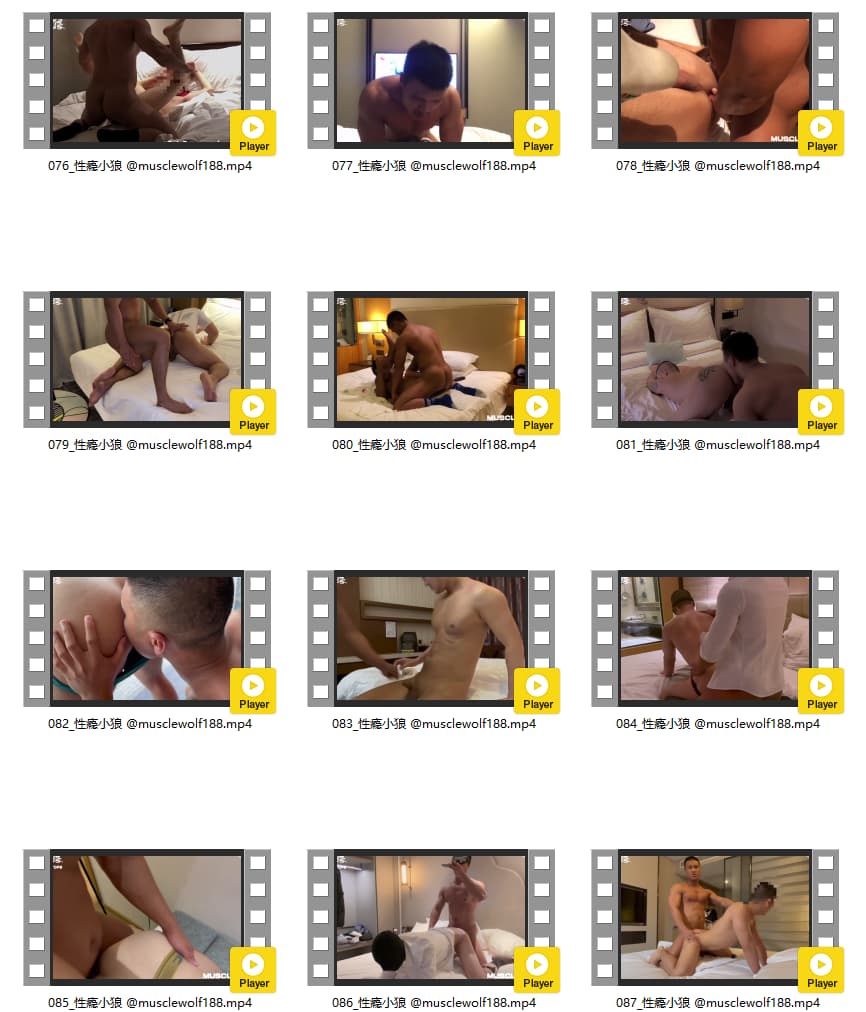 Player
Player
MUSCL
Player
076_性瘾小狼 @musclewolf188.mp4
077_性瘾小狼 @musclewolf188.mp4
078_性瘾小狼 @musclewolf188.mp4
Player
MUSCL
Player
Player
079_性瘾小狼 @musclewolf188.mp4
080_性瘾小狼 @musclewolf188.mp4
081_性瘾小狼 @musclewolf188.mp4
Player
Player
Player
082_性瘾小狼 @musclewolf188.mp4
083_性瘾小狼 @musclewolf188.mp4
084_性瘾小狼 @musclewolf188.mp4
MUSCL
Player
MUSCL
Player
Player
085_性瘾小狼 @musclewolf188.mp4
086_性瘾小狼 @musclewolf188.mp4
087_性瘾小狼 @musclewolf188.mp4